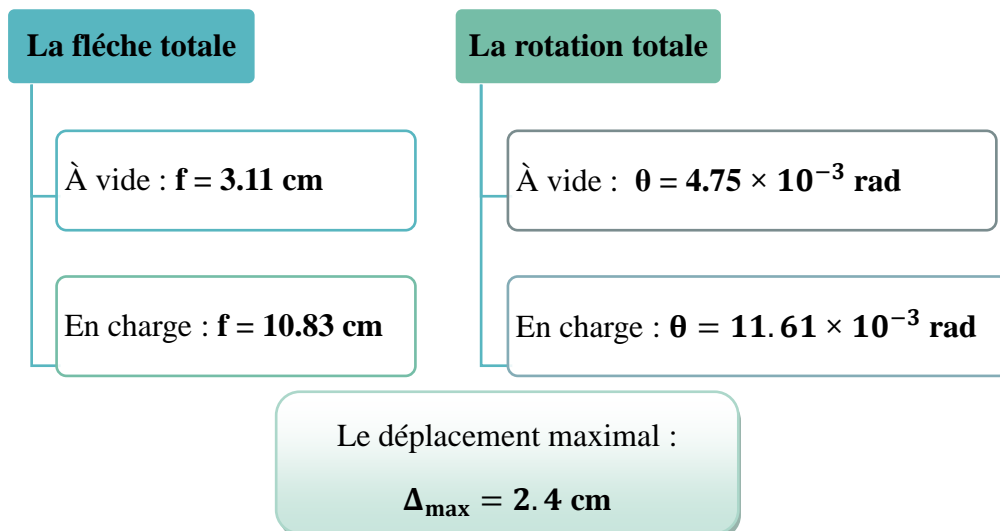 La fléche totale
À vide : f = 3.11 cm
En charge : f = 10.83 cm
La rotation totale
À vide : θ = 4.75 × 10⁻³ rad
En charge : θ = 11.61 × 10⁻³ rad
Le déplacement maximal :
Δmax = 2.4 cm